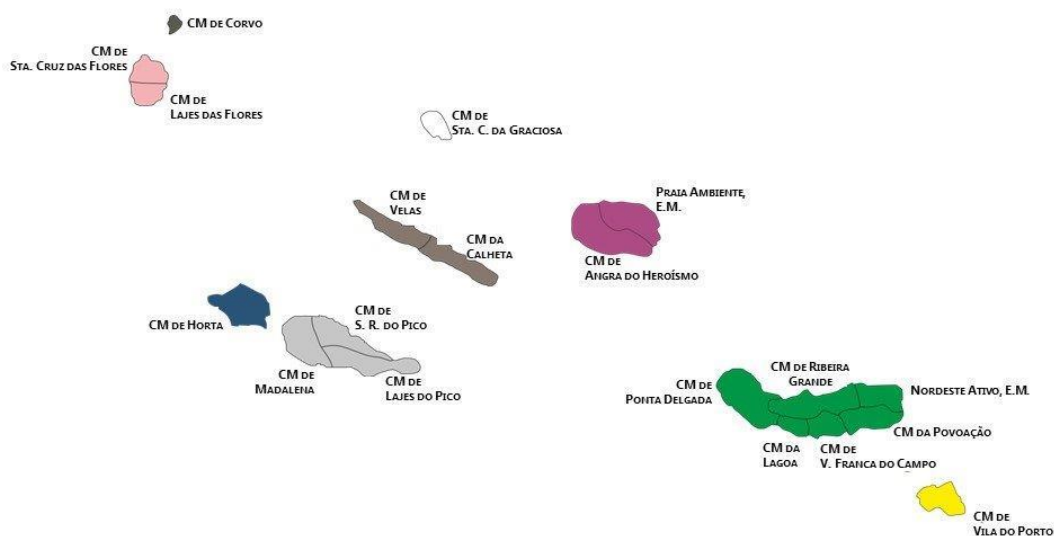 CM DE CORVO
CM DE
STA. CRUZ DAS FLORES
CM DE
LAJES DAS FLORES
CM DE
STA. C. DA GRACIOSA
CM DE
VELAS
CM DA
CALHETA
PRAIA AMBIENTE,
E.M.
CM DE
ANGRA DO HEROÍSMO
CM DE HORTA
CM DE
S. R. DO PICO
CM DE
MADALENA
CM DE
LAJES DO PICO
CM DE
PONTA DELGADA
CM DE RIBEIRA
GRANDE
NORDESTE ATIVO, E.M.
CM DA POVOAÇÃO
CM DA
LAGOA
CM DE
V. FRANCA DO CAMPO
CM DE
VILA DO PORTO